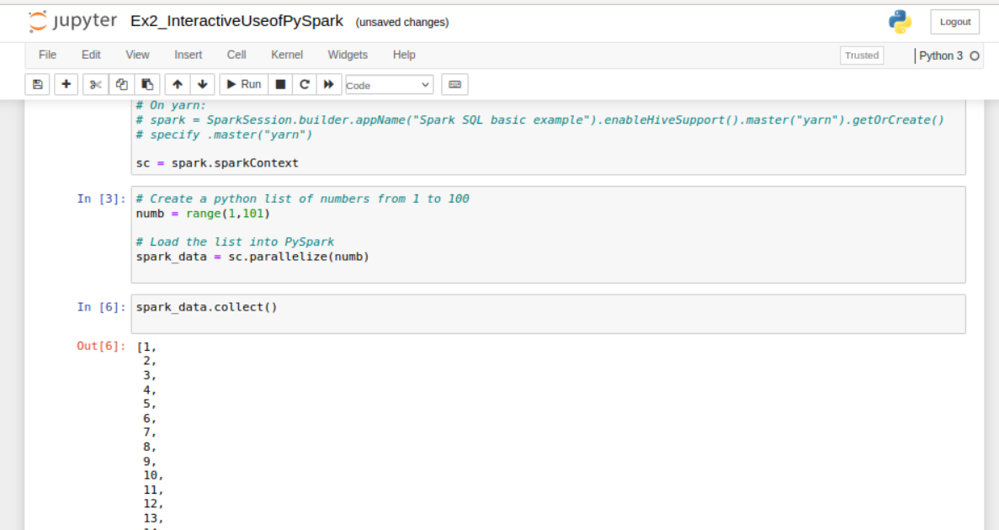 jupyter Ex2_InteractiveUseofPySpark (unsaved changes)
Logout
File Edit View Insert Cell Kernel Widgets Help
Trusted
Python 3
Run
Code
# On yarn:
# spark = SparkSession.builder.appName("Spark SQL basic example").enableHiveSupport().master("yarn").getOrCreate()
# specify .master("yarn")
sc = spark.sparkContext
In [3]: # Create a python list of numbers from 1 to 100
numb = range(1,101)
# Load the list into PySpark
spark_data = sc.parallelize(numb)
In [6]: spark_data.collect()
Out[6]: [1,
2,
3,
4,
5,
6,
7,
8,
9,
10,
11,
12,
13,